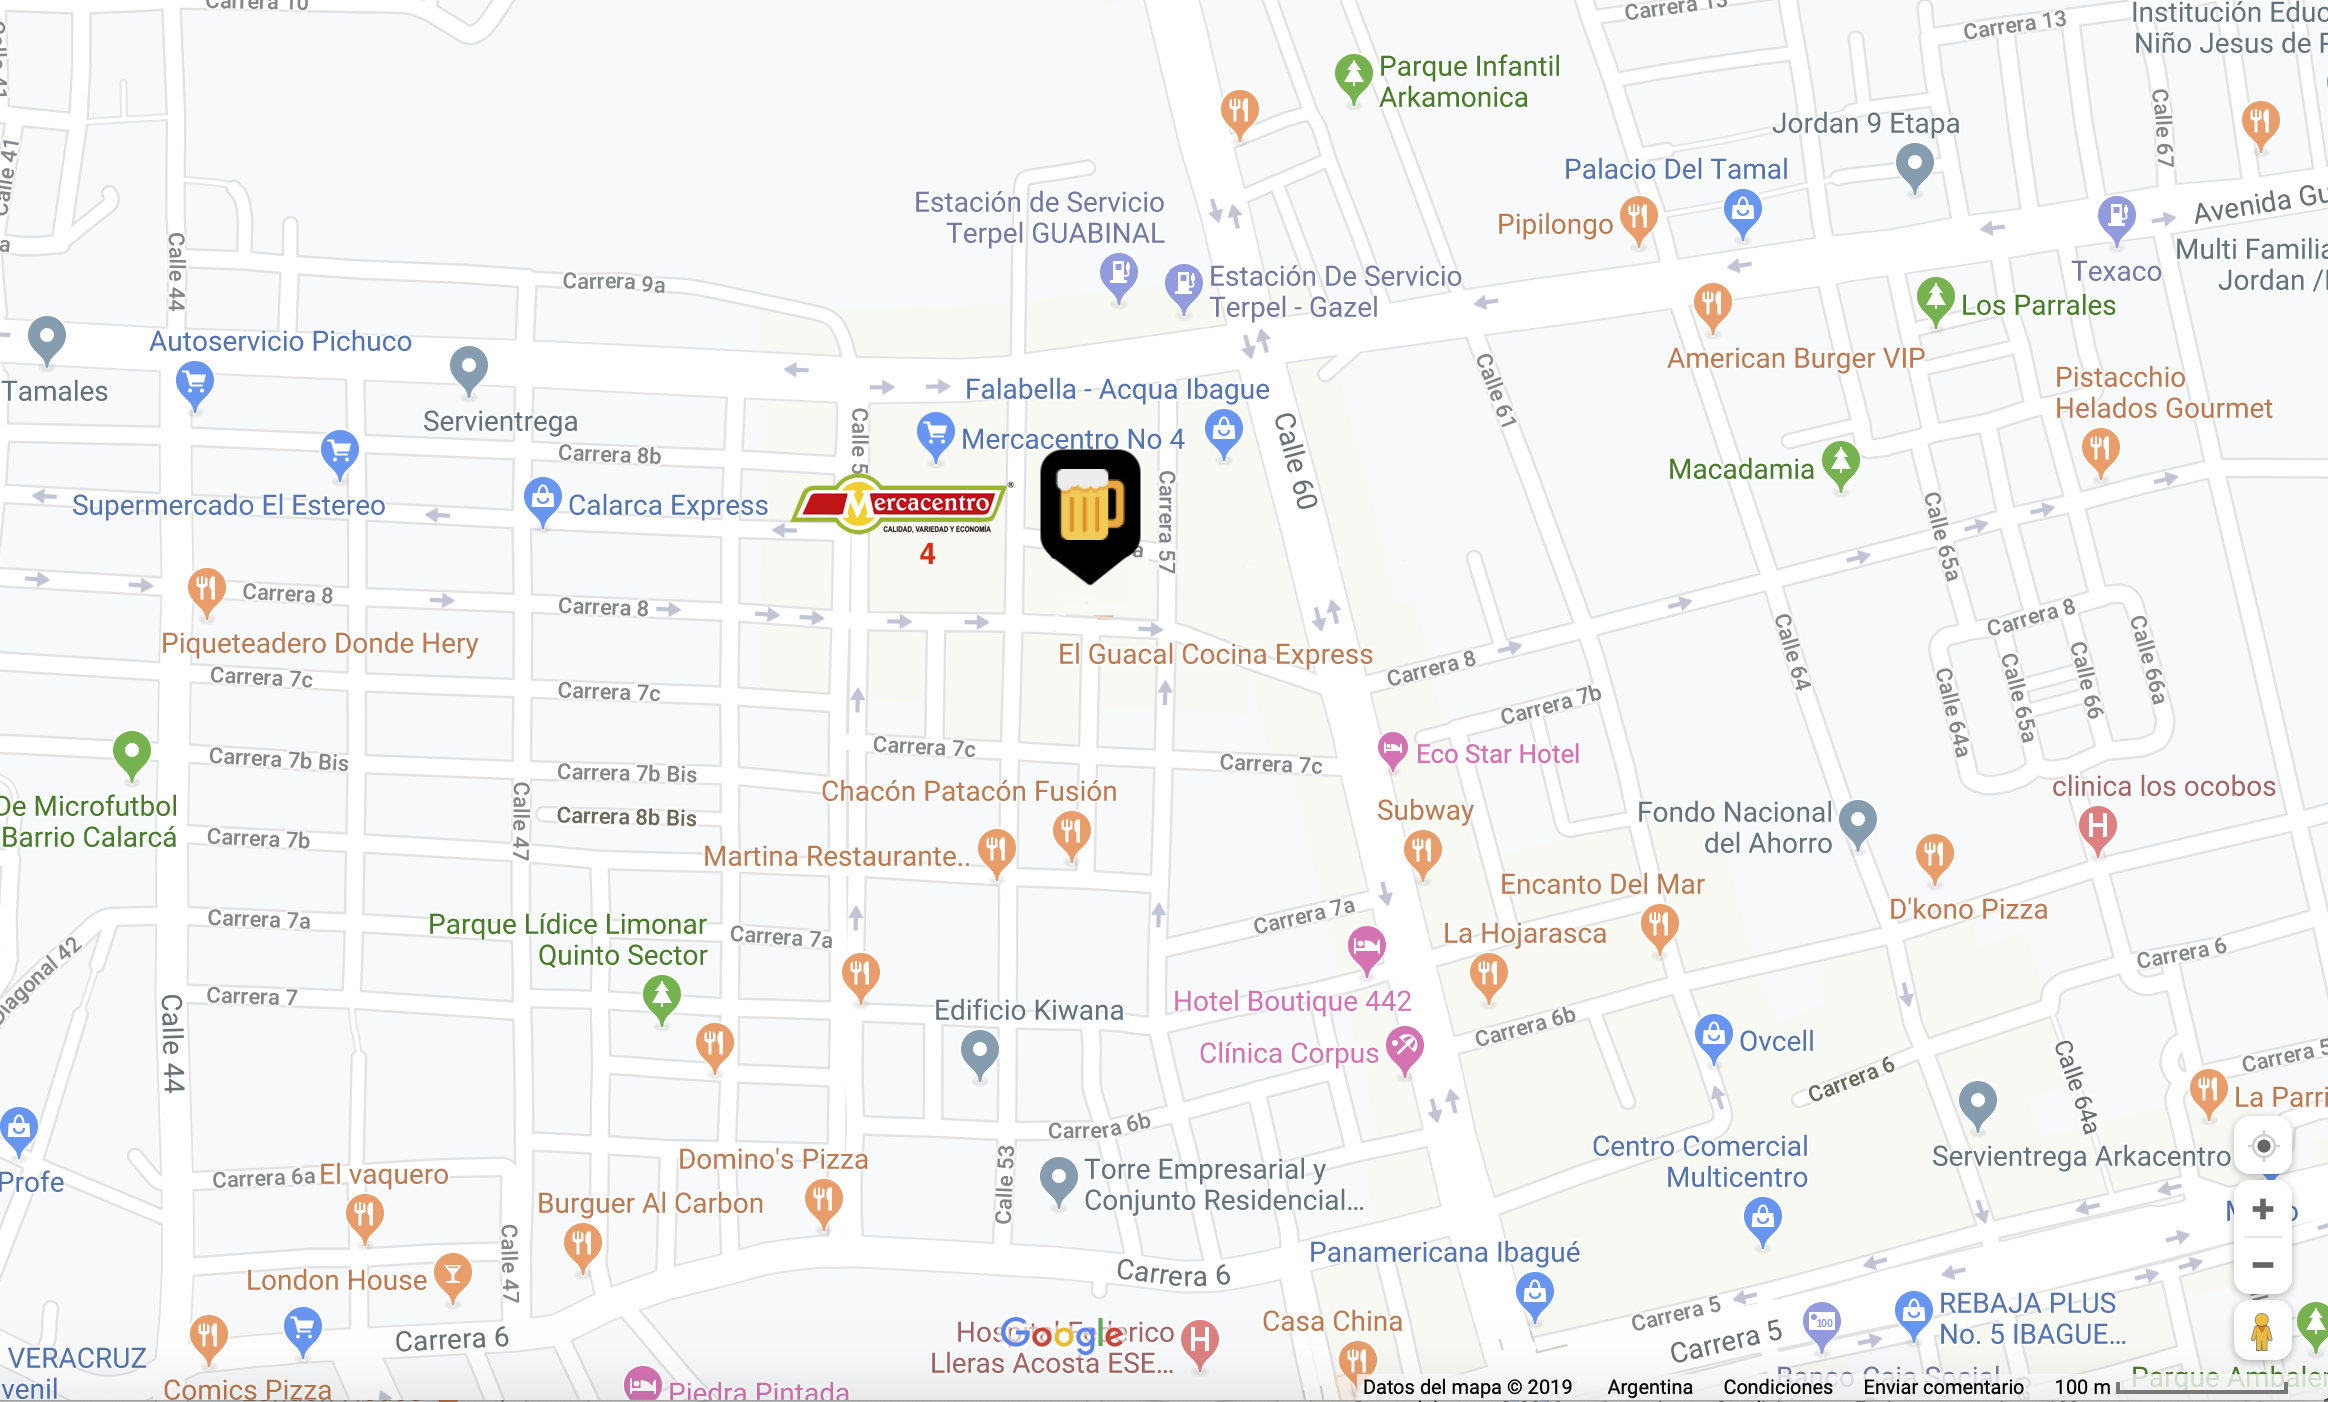 Carrera 10
Carrera 13
Carrera 13
Institución Educ
Niño Jesus de P
Parque Infantil
Arkamonica
Calle 41
Calle 41
Calle 67
Jordan 9 Etapa
Palacio Del Tamal
Pipilongo
Estación de Servicio
Terpel GUABINAL
Estación De Servicio
Terpel - Gazel
Avenida Gu
Multi Familia
Jordan /
Texaco
Calle 44
Carrera 9a
Los Parrales
American Burger VIP
Autoservicio Pichuco
Tamales
Servientrega
Falabella - Acqua Ibague
Mercacentro No 4
Calle 61
Pistacchio
Helados Gourmet
Calle 5
Carrera 8b
Calle 60
Macadamia
Supermercado El Estereo
Calarca Express
Mercacentro
CALIDAD, VARIEDAD Y ECONOMÍA
4
a
Carrera 57
Calle 65a
Carrera 8
Carrera 8
Piqueteadero Donde Hery
El Guacal Cocina Express
Carrera 8
Carrera 8
Calle 64
Calle 66a
Calle 66
Calle 65a
Calle 64a
Carrera 7c
Carrera 7c
Carrera 7b
Carrera 7c
Carrera 7c
Eco Star Hotel
Carrera 7b Bis
Carrera 7b Bis
clinica los ocobos
De Microfutbol
Barrio Calarcá
Chacón Patacón Fusión
Subway
Fondo Nacional
del Ahorro
Carrera 8b Bis
Calle 47
Carrera 7b
Martina Restaurante..
Encanto Del Mar
D'kono Pizza
Carrera 7a
Parque Lídice Limonar
Quinto Sector
Carrera 7a
Carrera 7a
La Hojarasca
Carrera 6
Diagonal 42
Carrera 7
Edificio Kiwana
Hotel Boutique 442
Carrera 6b
Calle 44
Clínica Corpus
Ovcell
Carrera 6
Calle 64a
Carrera 5
La Parri
Carrera 6b
Centro Comercial
Multicentro
Servientrega Arkacentro
Profe
Carrera 6a
El vaquero
Domino's Pizza
Calle 53
Torre Empresarial y
Conjunto Residencial...
Burguer Al Carbon
Calle 47
Panamericana Ibagué
London House
Carrera 6
Carrera 6
Carrera 5
Carrera 5
REBAJA PLUS
No. 5 IBAGUE...
Casa China
Google
Lleras Acosta ESE...
VERACRUZ
venil
Comics Pizza
Piedra Pintada
Banco Caja Social
Parque Ambaler
Datos del mapa © 2019
Argentina
Condiciones
Enviar comentario
100 m